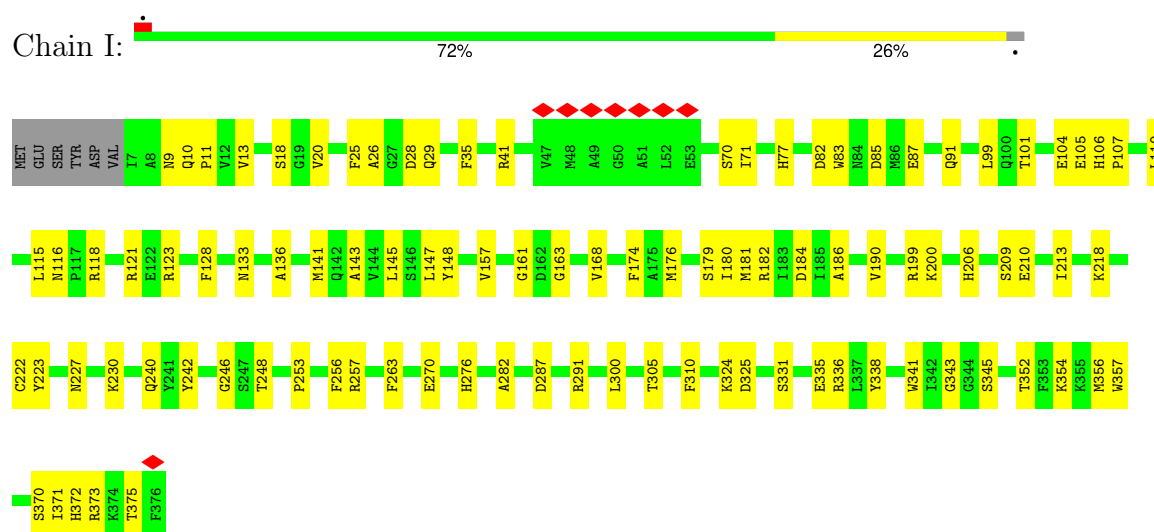 Chain I:
72% 26%
MET GLU SER TYR ASP VAL I7 A8 N9 Q10 P11 V12 V13 S18 G19 V20 F25 A26 G27 D28 Q29 F35 R41 V47 M48 A49 G50 A51 L52 E53 S70 I71 H77 D82 W83 N84 D85 M86 E87 Q91 L99 Q100 T101 E104 E105 H106 P107
L115 N116 P117 R118 R121 E122 R123 F128 N133 A136 M141 Q142 A143 V144 L145 S146 L147 Y148 V157 G161 D162 G163 V168 F174 A175 M176 S179 I180 M181 R182 I183 D184 I185 A186 V190 R199 K200 H206 S209 E210 I213 K218
C222 Y223 N227 K230 Q240 Y241 Y242 G246 S247 T248 P253 F256 R257 F263 E270 H276 A282 D287 R291 L300 T305 F310 K324 D325 S331 E335 R336 L337 Y338 W341 I342 G343 G344 S345 T352 F353 K354 K355 M356 W357
S370 I371 H372 R373 K374 T375 F376